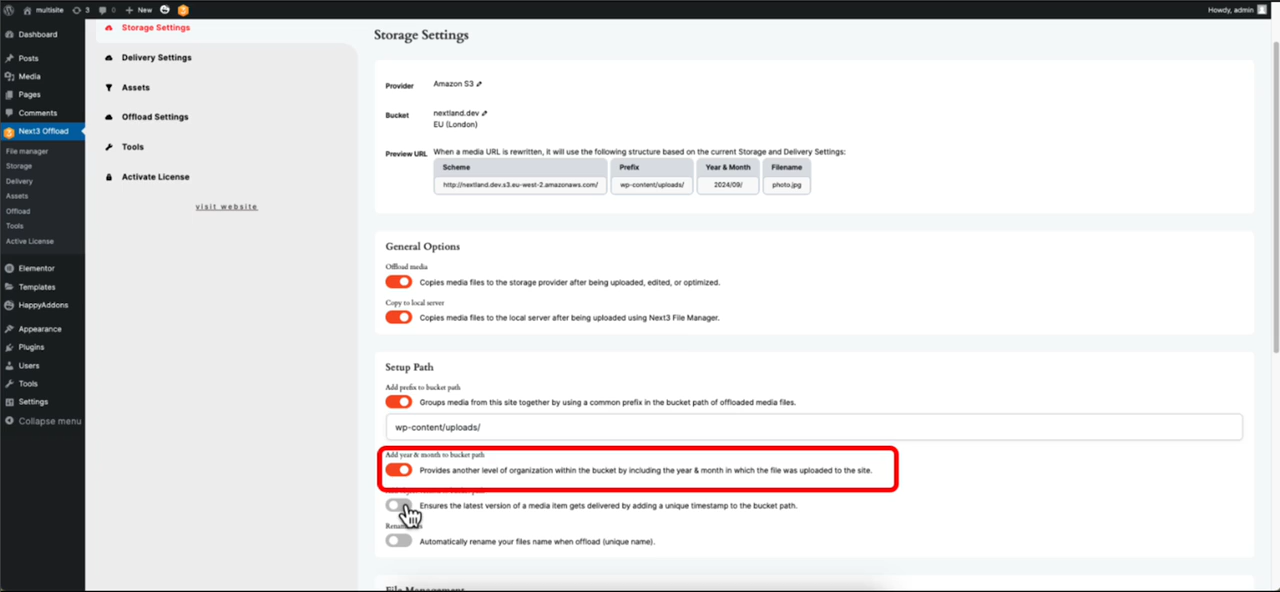 multisite 3 0 New Howdy, admin
Dashboard
Posts
Media
Pages
Comments
Next3 Offload
File manager
Storage
Delivery
Assets
Offload
Tools
Active License
Elementor
Templates
HappyAddons
Appearance
Plugins
Users
Tools
Settings
Collapse menu
Storage Settings
Delivery Settings
Assets
Offload Settings
Tools
Activate License
visit website
Storage Settings
Provider Amazon S3
Bucket nextland.dev
EU (London)
Preview URL When a media URL is rewritten, it will use the following structure based on the current Storage and Delivery Settings:
Scheme Prefix Year & Month Filename
http://nextland.dev.s3.eu-west-2.amazonaws.com/ wp-content/uploads/ 2024/09/ photo.jpg
General Options
Offload media
Copies media files to the storage provider after being uploaded, edited, or optimized.
Copy to local server
Copies media files to the local server after being uploaded using Next3 File Manager.
Setup Path
Add prefix to bucket path
Groups media from this site together by using a common prefix in the bucket path of offloaded media files.
wp-content/uploads/
Add year & month to bucket path
Provides another level of organization within the bucket by including the year & month in which the file was uploaded to the site.
Ensures the latest version of a media item gets delivered by adding a unique timestamp to the bucket path.
Automatically rename your files name when offload (unique name).
File Management